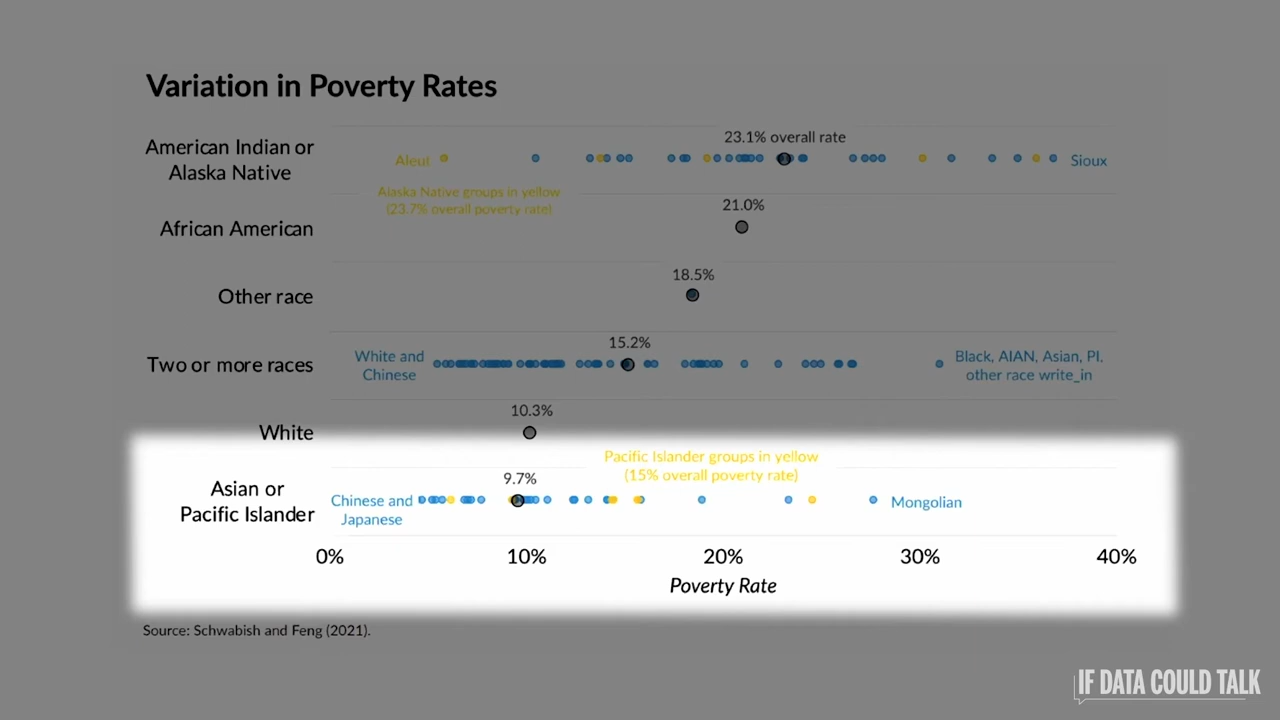 Variation in Poverty Rates
American Indian or
Alaska Native
23.1% overall rate
Aleut
Sioux
Alaska Native groups in yellow
(23.7% overall poverty rate)
African American
21.0%
Other race
18.5%
Two or more races
White and
Chinese
15.2%
Black, AIAN, Asian, PI,
other race write_in
White
10.3%
Asian or
Pacific Islander
Chinese and
Japanese
9.7%
Pacific Islander groups in yellow
(15% overall poverty rate)
Mongolian
0%
10%
20%
30%
40%
Poverty Rate
Source: Schwabish and Feng (2021).
IF DATA COULD TALK